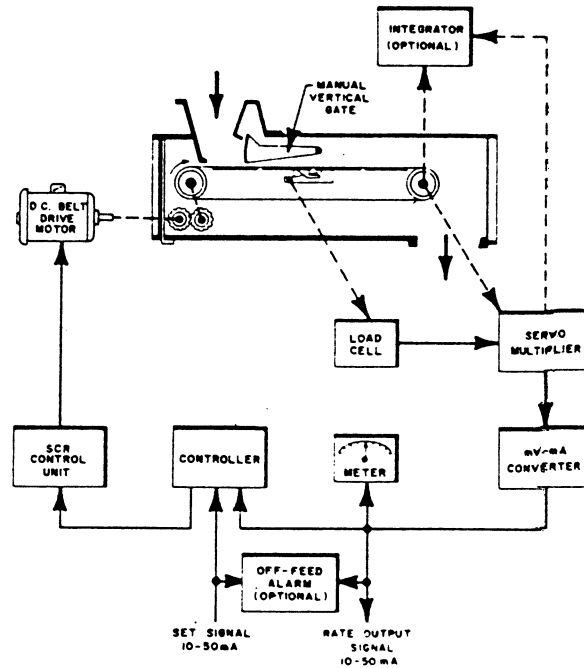 INTEGRATOR
(OPTIONAL)
MANUAL
VERTICAL
GATE
D.C. BELT
DRIVE
MOTOR
LOAD
CELL
SERVO
MULTIPLIER
SCR
CONTROL
UNIT
CONTROLLER
METER
mV-mA
CONVERTER
OFF-FEED
ALARM
(OPTIONAL)
SET SIGNAL
10-50mA
RATE OUTPUT
SIGNAL
10-50mA